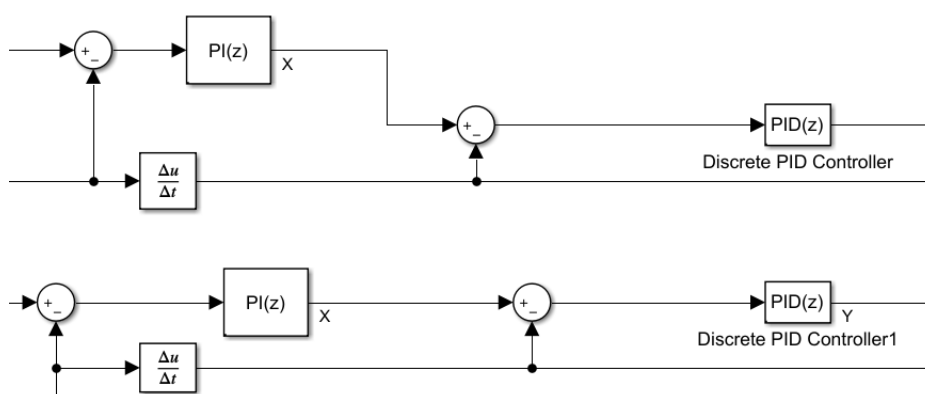 +
−
PI(z)
X
+
−
PID(z)
Discrete PID Controller
Δu
Δt
+
−
PI(z)
X
+
−
PID(z)
Y
Discrete PID Controller1
Δu
Δt